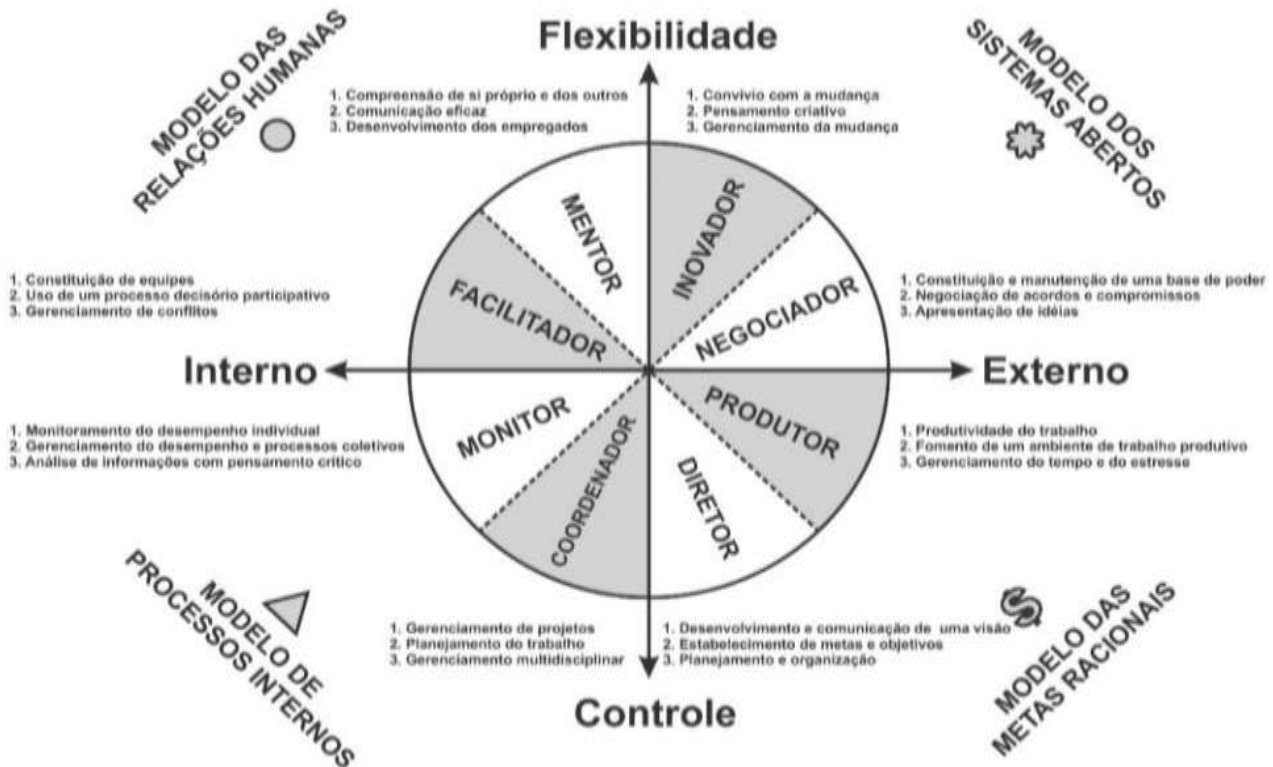 Flexibilidade
MODELO DAS
RELAÇÕES HUMANAS
MODELO DOS
SISTEMAS ABERTOS
1. Compreensão de si próprio e dos outros
2. Comunicação eficaz
3. Desenvolvimento dos empregados
1. Convívio com a mudança
2. Pensamento criativo
3. Gerenciamento da mudança
MENTOR
INOVADOR
1. Constituição de equipes
2. Uso de um processo decisório participativo
3. Gerenciamento de conflitos
FACILITADOR
NEGOCIADOR
1. Constituição e manutenção de uma base de poder
2. Negociação de acordos e compromissos
3. Apresentação de idéias
Interno
Externo
1. Monitoramento do desempenho individual
2. Gerenciamento do desempenho e processos coletivos
3. Análise de informações com pensamento crítico
MONITOR
PRODUTOR
1. Produtividade do trabalho
2. Fomento de um ambiente de trabalho produtivo
3. Gerenciamento do tempo e do estresse
COORDENADOR
DIRETOR
MODELO DE
PROCESSOS INTERNOS
1. Gerenciamento de projetos
2. Planejamento do trabalho
3. Gerenciamento multidisciplinar
1. Desenvolvimento e comunicação de uma visão
2. Estabelecimento de metas e objetivos
3. Planejamento e organização
MODELO DAS
METAS RACIONAIS
Controle